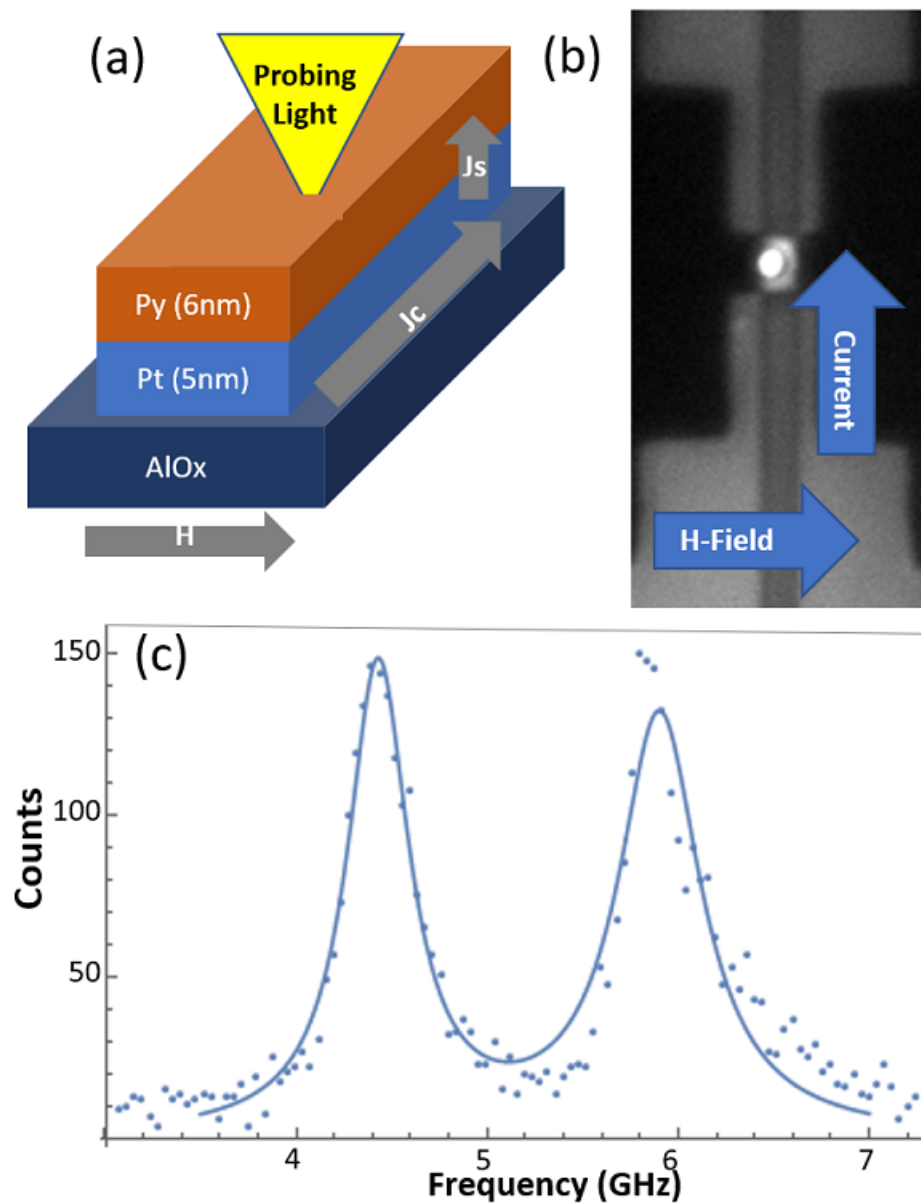 (a)
Probing
Light
Js
Jc
Py (6nm)
Pt (5nm)
AlOx
H
(b)
Current
H-Field
(c)
150
100
50
Counts
4
5
6
7
Frequency (GHz)